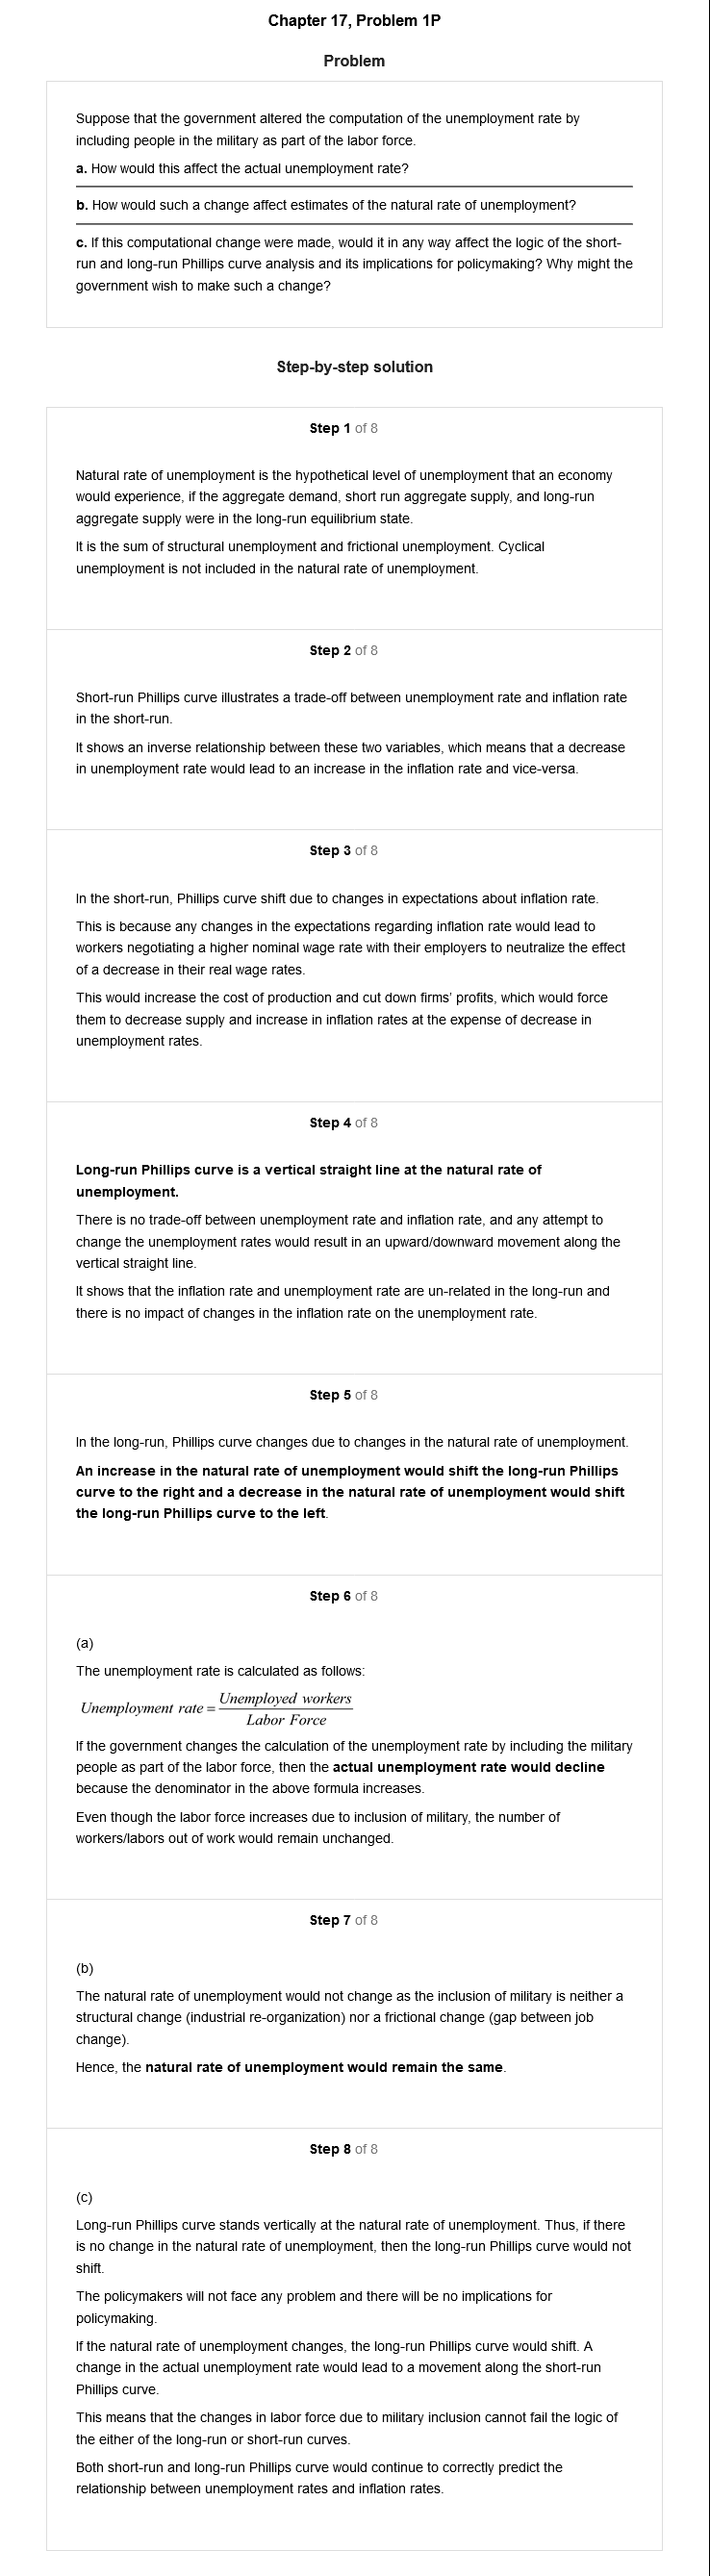 Chapter 17, Problem 1P
Problem
Suppose that the government altered the computation of the unemployment rate by
including people in the military as part of the labor force.
a. How would this affect the actual unemployment rate?
b. How would such a change affect estimates of the natural rate of unemployment?
c. If this computational change were made, would it in any way affect the logic of the short-
run and long-run Phillips curve analysis and its implications for policymaking? Why might the
government wish to make such a change?
Step-by-step solution
Step 1 of 8
Natural rate of unemployment is the hypothetical level of unemployment that an economy
would experience, if the aggregate demand, short run aggregate supply, and long-run
aggregate supply were in the long-run equilibrium state.
It is the sum of structural unemployment and frictional unemployment. Cyclical
unemployment is not included in the natural rate of unemployment.
Step 2 of 8
Short-run Phillips curve illustrates a trade-off between unemployment rate and inflation rate
in the short-run.
It shows an inverse relationship between these two variables, which means that a decrease
in unemployment rate would lead to an increase in the inflation rate and vice-versa.
Step 3 of 8
In the short-run, Phillips curve shift due to changes in expectations about inflation rate.
This is because any changes in the expectations regarding inflation rate would lead to
workers negotiating a higher nominal wage rate with their employers to neutralize the effect
of a decrease in their real wage rates.
This would increase the cost of production and cut down firms' profits, which would force
them to decrease supply and increase in inflation rates at the expense of decrease in
unemployment rates.
Step 4 of 8
Long-run Phillips curve is a vertical straight line at the natural rate of
unemployment.
There is no trade-off between unemployment rate and inflation rate, and any attempt to
change the unemployment rates would result in an upward/downward movement along the
vertical straight line.
It shows that the inflation rate and unemployment rate are un-related in the long-run and
there is no impact of changes in the inflation rate on the unemployment rate.
Step 5 of 8
In the long-run, Phillips curve changes due to changes in the natural rate of unemployment.
An increase in the natural rate of unemployment would shift the long-run Phillips
curve to the right and a decrease in the natural rate of unemployment would shift
the long-run Phillips curve to the left.
Step 6 of 8
(a)
The unemployment rate is calculated as follows:
Unemployment rate = Unemployed workers
Labor Force
If the government changes the calculation of the unemployment rate by including the military
people as part of the labor force, then the actual unemployment rate would decline
because the denominator in the above formula increases.
Even though the labor force increases due to inclusion of military, the number of
workers/labors out of work would remain unchanged.
Step 7 of 8
(b)
The natural rate of unemployment would not change as the inclusion of military is neither a
structural change (industrial re-organization) nor a frictional change (gap between job
change).
Hence, the natural rate of unemployment would remain the same.
Step 8 of 8
(c)
Long-run Phillips curve stands vertically at the natural rate of unemployment. Thus, if there
is no change in the natural rate of unemployment, then the long-run Phillips curve would not
shift.
The policymakers will not face any problem and there will be no implications for
policymaking.
If the natural rate of unemployment changes, the long-run Phillips curve would shift. A
change in the actual unemployment rate would lead to a movement along the short-run
Phillips curve.
This means that the changes in labor force due to military inclusion cannot fail the logic of
the either of the long-run or short-run curves.
Both short-run and long-run Phillips curve would continue to correctly predict the
relationship between unemployment rates and inflation rates.